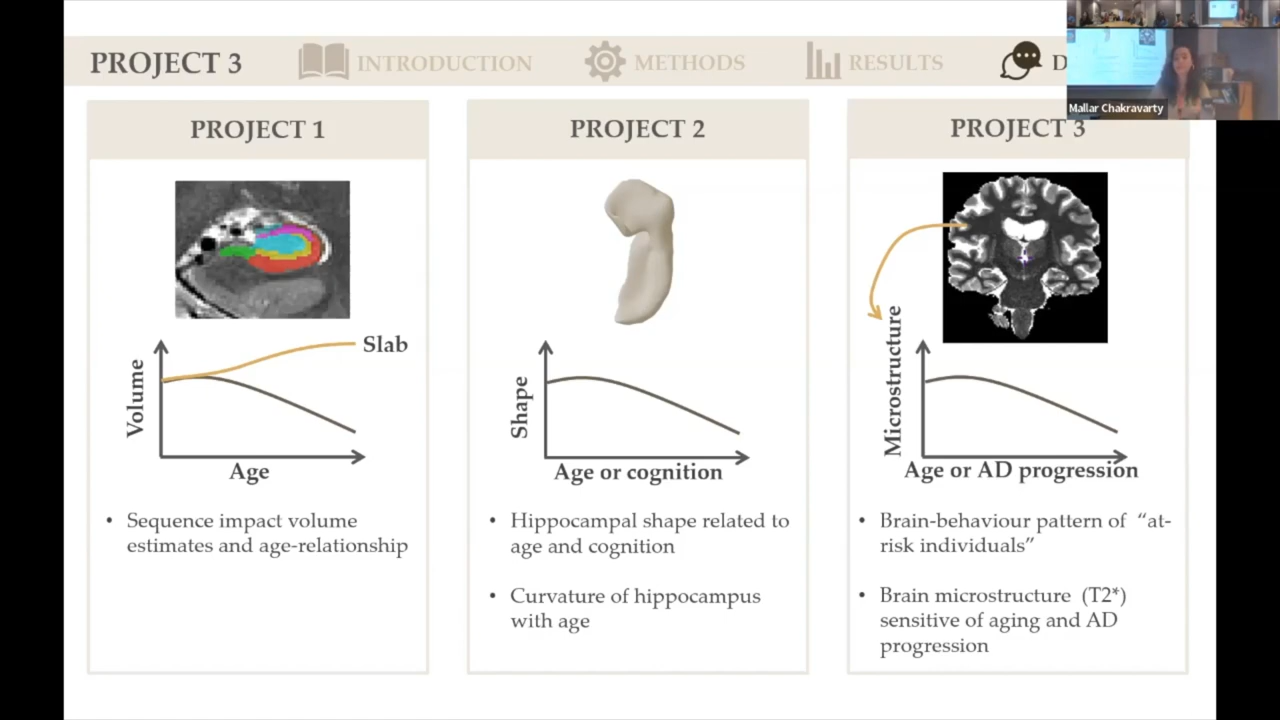 PROJECT 3
INTRODUCTION
METHODS
RESULTS
D
Mallar Chakravarty
PROJECT 1
PROJECT 2
PROJECT 3
Slab
Volume
Age
Shape
Age or cognition
Microstructure
Age or AD progression
• Sequence impact volume
estimates and age-relationship
• Hippocampal shape related to
age and cognition
• Curvature of hippocampus
with age
• Brain-behaviour pattern of "at-
risk individuals"
• Brain microstructure (T2*)
sensitive of aging and AD
progression